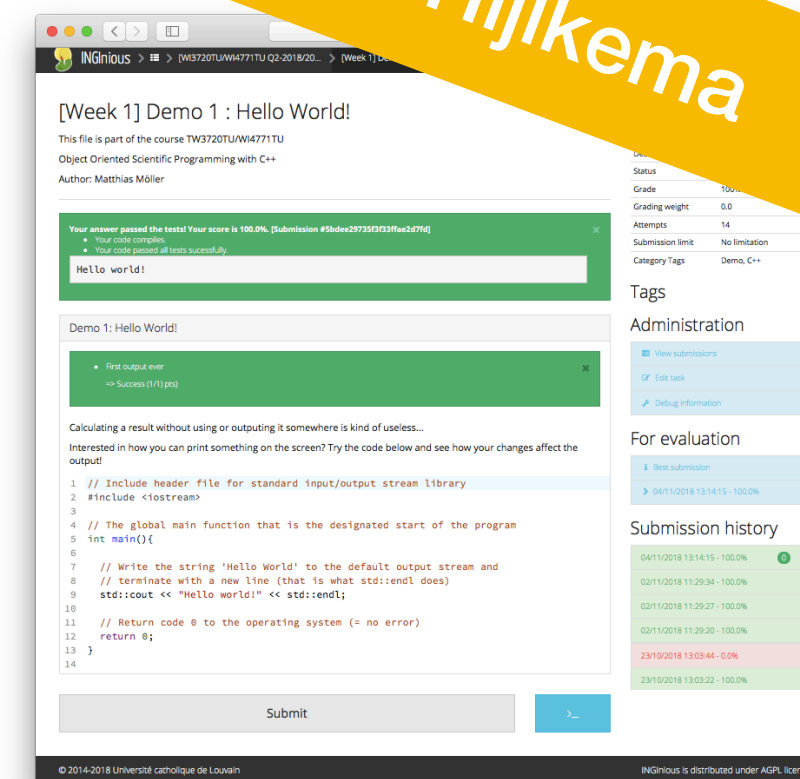 Hijlkema
INGInious > > [WI3720TU/WI4771TU Q2-2018/20... > [Week 1]
[Week 1] Demo 1 : Hello World!
This file is part of the course TW3720TU/WI4771TU
Object Oriented Scientific Programming with C++
Author: Matthias Möller
Your answer passed the tests! Your score is 100.0%. [Submission #5bdee29735f3f33ffae2d7fd]
Your code compiles.
Your code passed all tests sucessfully.
Hello world!
Demo 1: Hello World!
First output ever
=> Success (1/1) pts)
Calculating a result without using or outputing it somewhere is kind of useless...
Interested in how you can print something on the screen? Try the code below and see how your changes affect the
output!
1 // Include header file for standard input/output stream library
2 #include <iostream>
3
4 // The global main function that is the designated start of the program
5 int main(){
6
7 // Write the string 'Hello World' to the default output stream and
8 // terminate with a new line (that is what std::endl does)
9 std::cout << "Hello world!" << std::endl;
10
11 // Return code 0 to the operating system (= no error)
12 return 0;
13 }
14
Submit
>_
Status
Grade 100%
Grading weight 0.0
Attempts 14
Submission limit No limitation
Category Tags Demo, C++
Tags
Administration
View submissions
Edit task
Debug information
For evaluation
Best submission
> 04/11/2018 13:14:15 - 100.0%
Submission history
04/11/2018 13:14:15 - 100.0% 0
02/11/2018 11:29:34 - 100.0%
02/11/2018 11:29:27 - 100.0%
02/11/2018 11:29:20 - 100.0%
23/10/2018 13:03:44 - 0.0%
23/10/2018 13:03:22 - 100.0%
© 2014-2018 Université catholique de Louvain
INGInious is distributed under AGPL